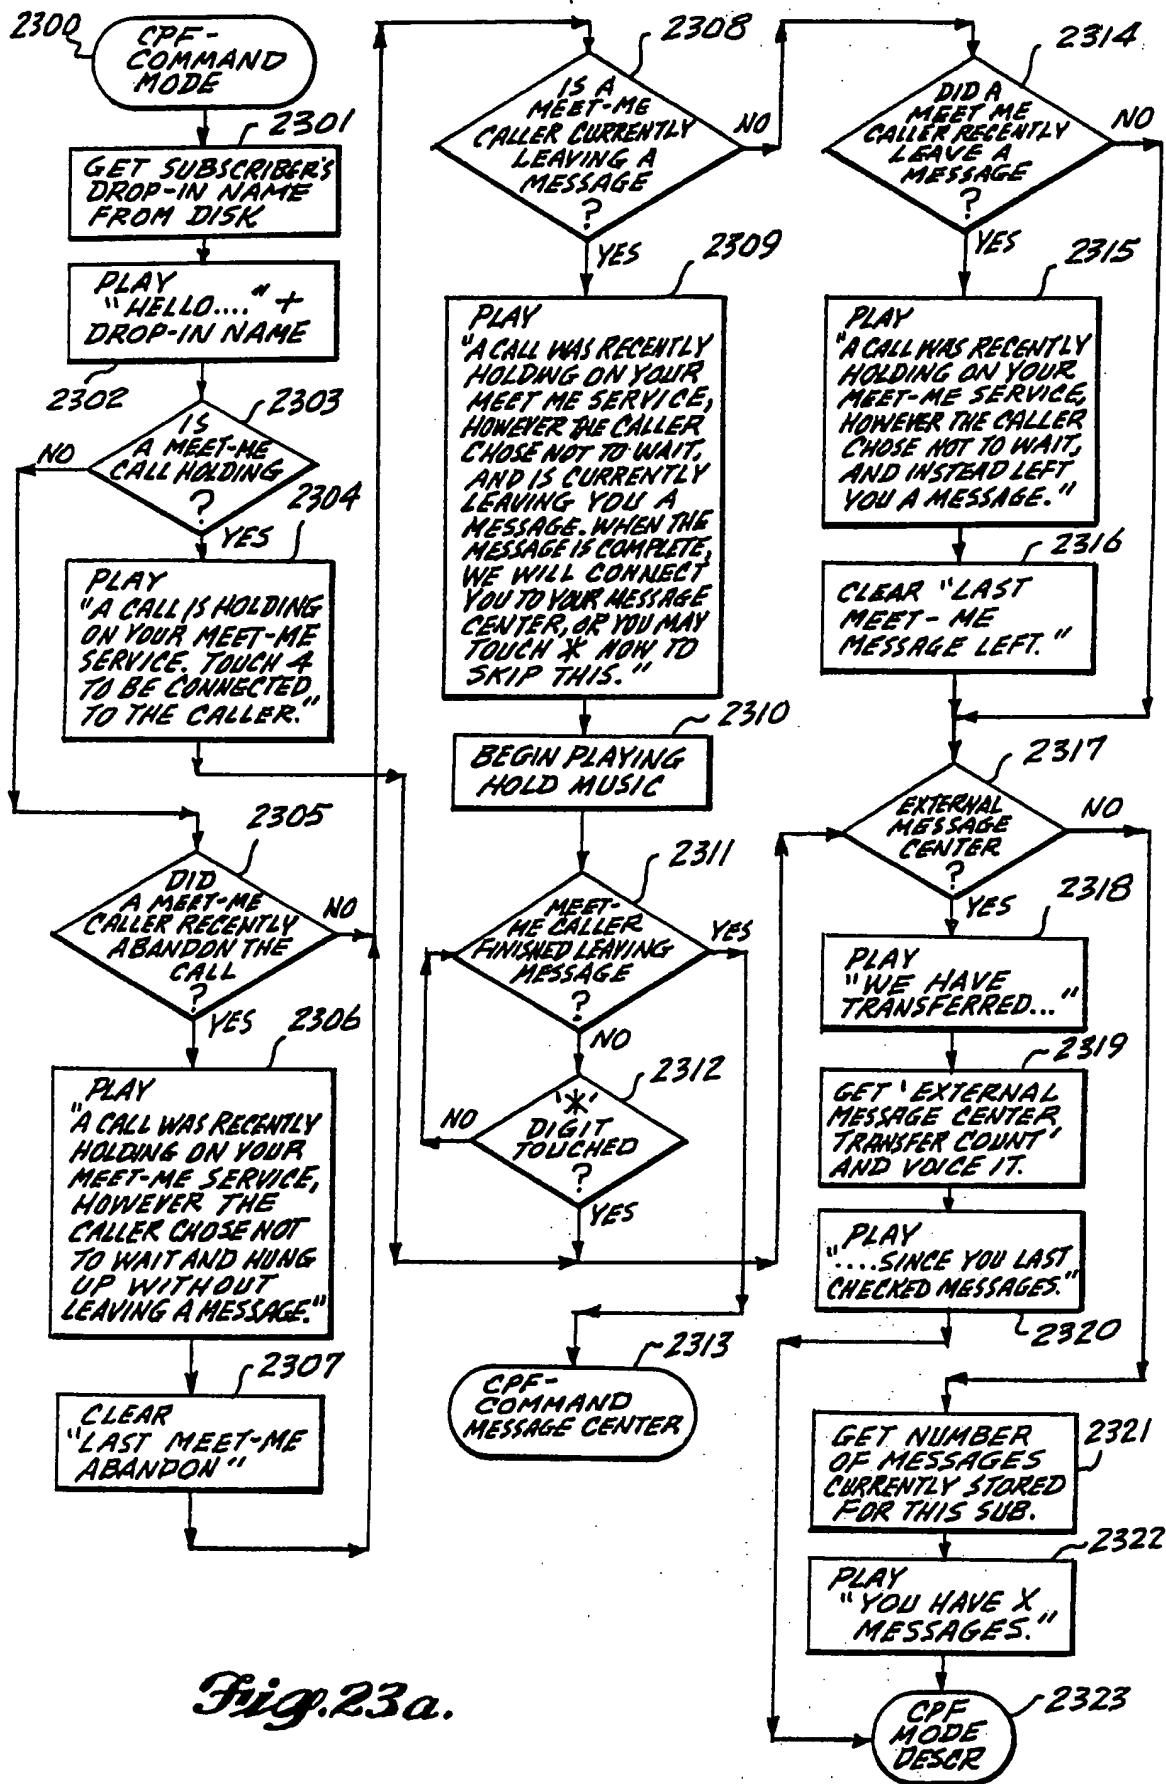 2300
CPF-
COMMAND
MODE
2301
GET SUBSCRIBER'S
DROP-IN NAME
FROM DISK
PLAY
"HELLO...." +
DROP-IN NAME
2302
2303
IS
A MEET-ME
CALL HOLDING
?
NO
YES
2304
PLAY
"A CALL IS HOLDING
ON YOUR MEET-ME
SERVICE. TOUCH 4
TO BE CONNECTED
TO THE CALLER."
2305
DID
A MEET-ME
CALLER RECENTLY
ABANDON THE
CALL
?
NO
YES
2306
PLAY
"A CALL WAS RECENTLY
HOLDING ON YOUR
MEET-ME SERVICE,
HOWEVER THE
CALLER CHOSE NOT
TO WAIT AND HUNG
UP WITHOUT
LEAVING A MESSAGE."
2307
CLEAR
"LAST MEET-ME
ABANDON"
2308
IS A
MEET-ME
CALLER CURRENTLY
LEAVING A
MESSAGE
?
NO
YES
2309
PLAY
"A CALL WAS RECENTLY
HOLDING ON YOUR
MEET ME SERVICE,
HOWEVER THE CALLER
CHOSE NOT TO WAIT,
AND IS CURRENTLY
LEAVING YOU A
MESSAGE. WHEN THE
MESSAGE IS COMPLETE,
WE WILL CONNECT
YOU TO YOUR MESSAGE
CENTER, OR YOU MAY
TOUCH * NOW TO
SKIP THIS."
2310
BEGIN PLAYING
HOLD MUSIC
2311
MEET-
ME CALLER
FINISHED LEAVING
MESSAGE
?
YES
NO
2312
'*'
DIGIT
TOUCHED
?
NO
YES
2313
CPF-
COMMAND
MESSAGE CENTER
2314
DID A
MEET ME
CALLER RECENTLY
LEAVE A
MESSAGE
?
NO
YES
2315
PLAY
"A CALL WAS RECENTLY
HOLDING ON YOUR
MEET-ME SERVICE,
HOWEVER THE CALLER
CHOSE NOT TO WAIT,
AND INSTEAD LEFT
YOU A MESSAGE."
2316
CLEAR "LAST
MEET-ME
MESSAGE LEFT."
2317
EXTERNAL
MESSAGE
CENTER
?
NO
YES
2318
PLAY
"WE HAVE
TRANSFERRED..."
2319
GET 'EXTERNAL
MESSAGE CENTER
TRANSFER COUNT'
AND VOICE IT.
PLAY
"....SINCE YOU LAST
CHECKED MESSAGES."
2320
GET NUMBER
OF MESSAGES
CURRENTLY STORED
FOR THIS SUB.
2321
2322
PLAY
"YOU HAVE X
MESSAGES."
2323
CPF
MODE
DESCR
Fig. 23a.